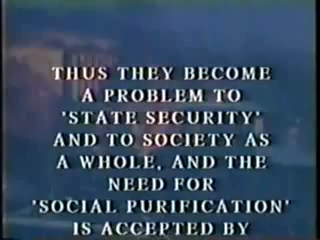 THUS THEY BECOME
A PROBLEM TO
'STATE SECURITY'
AND TO SOCIETY AS
A WHOLE, AND THE
NEED FOR
'SOCIAL PURIFICATION'
IS ACCEPTED BY